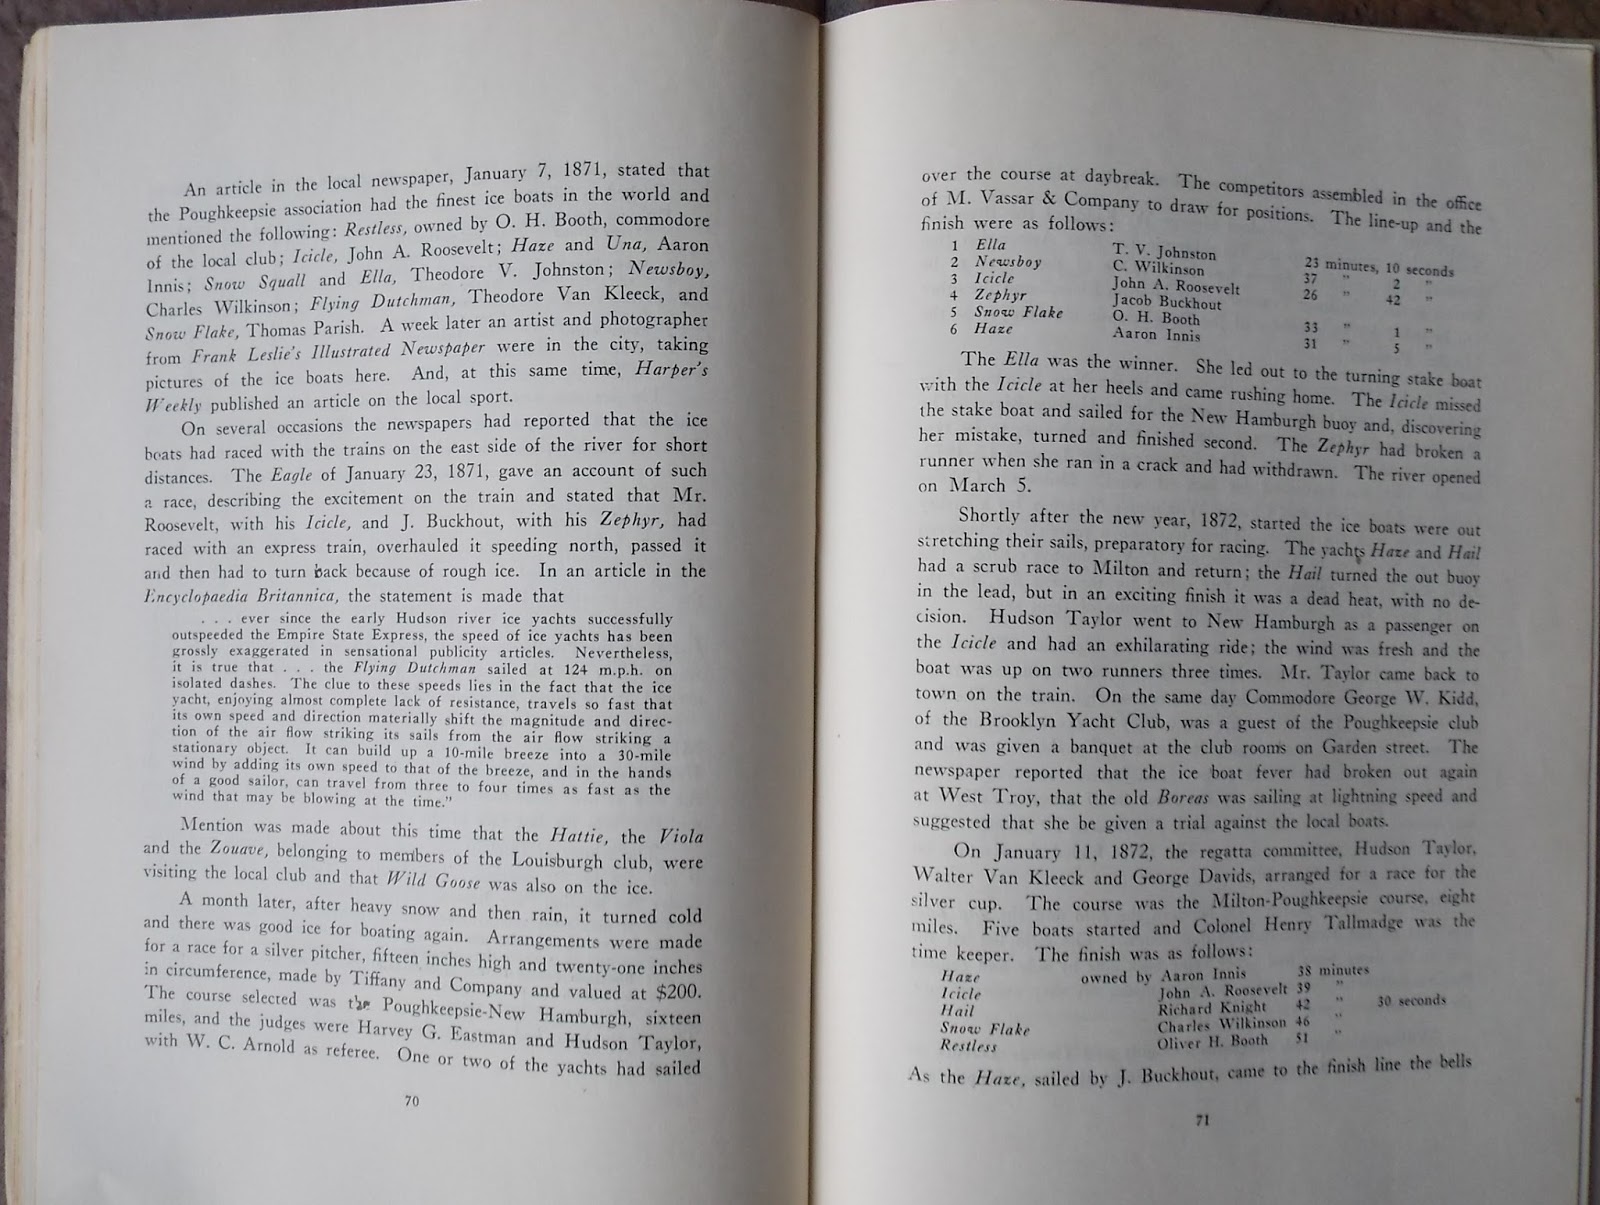 An article in the local newspaper, January 7, 1871, stated that
the Poughkeepsie association had the finest ice boats in the world and
mentioned the following: Restless, owned by O. H. Booth, commodore
of the local club; Icicle, John A. Roosevelt; Haze and Una, Aaron
Innis; Snow Squall and Ella, Theodore V. Johnston; Newsboy,
Charles Wilkinson; Flying Dutchman, Theodore Van Kleeck, and
Snow Flake, Thomas Parish. A week later an artist and photographer
from Frank Leslie's Illustrated Newspaper were in the city, taking
pictures of the ice boats here. And, at this same time, Harper's
Weekly published an article on the local sport.
On several occasions the newspapers had reported that the ice
boats had raced with the trains on the east side of the river for short
distances. The Eagle of January 23, 1871, gave an account of such
a race, describing the excitement on the train and stated that Mr.
Roosevelt, with his Icicle, and J. Buckhout, with his Zephyr, had
raced with an express train, overhauled it speeding north, passed it
and then had to turn back because of rough ice. In an article in the
Encyclopaedia Britannica, the statement is made that
. . . ever since the early Hudson river ice yachts successfully
outspeeded the Empire State Express, the speed of ice yachts has been
grossly exaggerated in sensational publicity articles. Nevertheless,
it is true that . . . the Flying Dutchman sailed at 124 m.p.h. on
isolated dashes. The clue to these speeds lies in the fact that the ice
yacht, enjoying almost complete lack of resistance, travels so fast that
its own speed and direction materially shift the magnitude and direc-
tion of the air flow striking its sails from the air flow striking a
stationary object. It can build up a 10-mile breeze into a 30-mile
wind by adding its own speed to that of the breeze, and in the hands
of a good sailor, can travel from three to four times as fast as the
wind that may be blowing at the time."
Mention was made about this time that the Hattie, the Viola
and the Zouave, belonging to members of the Louisburgh club, were
visiting the local club and that Wild Goose was also on the ice.
A month later, after heavy snow and then rain, it turned cold
and there was good ice for boating again. Arrangements were made
for a race for a silver pitcher, fifteen inches high and twenty-one inches
in circumference, made by Tiffany and Company and valued at $200.
The course selected was the Poughkeepsie-New Hamburgh, sixteen
miles, and the judges were Harvey G. Eastman and Hudson Taylor,
with W. C. Arnold as referee. One or two of the yachts had sailed
70
over the course at daybreak. The competitors assembled in the office
of M. Vassar & Company to draw for positions. The line-up and the
finish were as follows:
1 Ella T. V. Johnston 23 minutes, 10 seconds
2 Newsboy C. Wilkinson 37 " 2 "
3 Icicle John A. Roosevelt 26 " 42 "
4 Zephyr Jacob Buckhout
5 Snow Flake O. H. Booth 33 " 1 "
6 Haze Aaron Innis 31 " 5 "
The Ella was the winner. She led out to the turning stake boat
with the Icicle at her heels and came rushing home. The Icicle missed
the stake boat and sailed for the New Hamburgh buoy and, discovering
her mistake, turned and finished second. The Zephyr had broken a
runner when she ran in a crack and had withdrawn. The river opened
on March 5.
Shortly after the new year, 1872, started the ice boats were out
stretching their sails, preparatory for racing. The yachts Haze and Hail
had a scrub race to Milton and return; the Hail turned the out buoy
in the lead, but in an exciting finish it was a dead heat, with no de-
cision. Hudson Taylor went to New Hamburgh as a passenger on
the Icicle and had an exhilarating ride; the wind was fresh and the
boat was up on two runners three times. Mr. Taylor came back to
town on the train. On the same day Commodore George W. Kidd,
of the Brooklyn Yacht Club, was a guest of the Poughkeepsie club
and was given a banquet at the club rooms on Garden street. The
newspaper reported that the ice boat fever had broken out again
at West Troy, that the old Boreas was sailing at lightning speed and
suggested that she be given a trial against the local boats.
On January 11, 1872, the regatta committee, Hudson Taylor,
Walter Van Kleeck and George Davids, arranged for a race for the
silver cup. The course was the Milton-Poughkeepsie course, eight
miles. Five boats started and Colonel Henry Tallmadge was the
time keeper. The finish was as follows:
Haze owned by Aaron Innis 38 minutes
Icicle John A. Roosevelt 39 "
Hail Richard Knight 42 " 30 seconds
Snow Flake Charles Wilkinson 46 "
Restless Oliver H. Booth 51 "
As the Haze, sailed by J. Buckhout, came to the finish line the bells
71